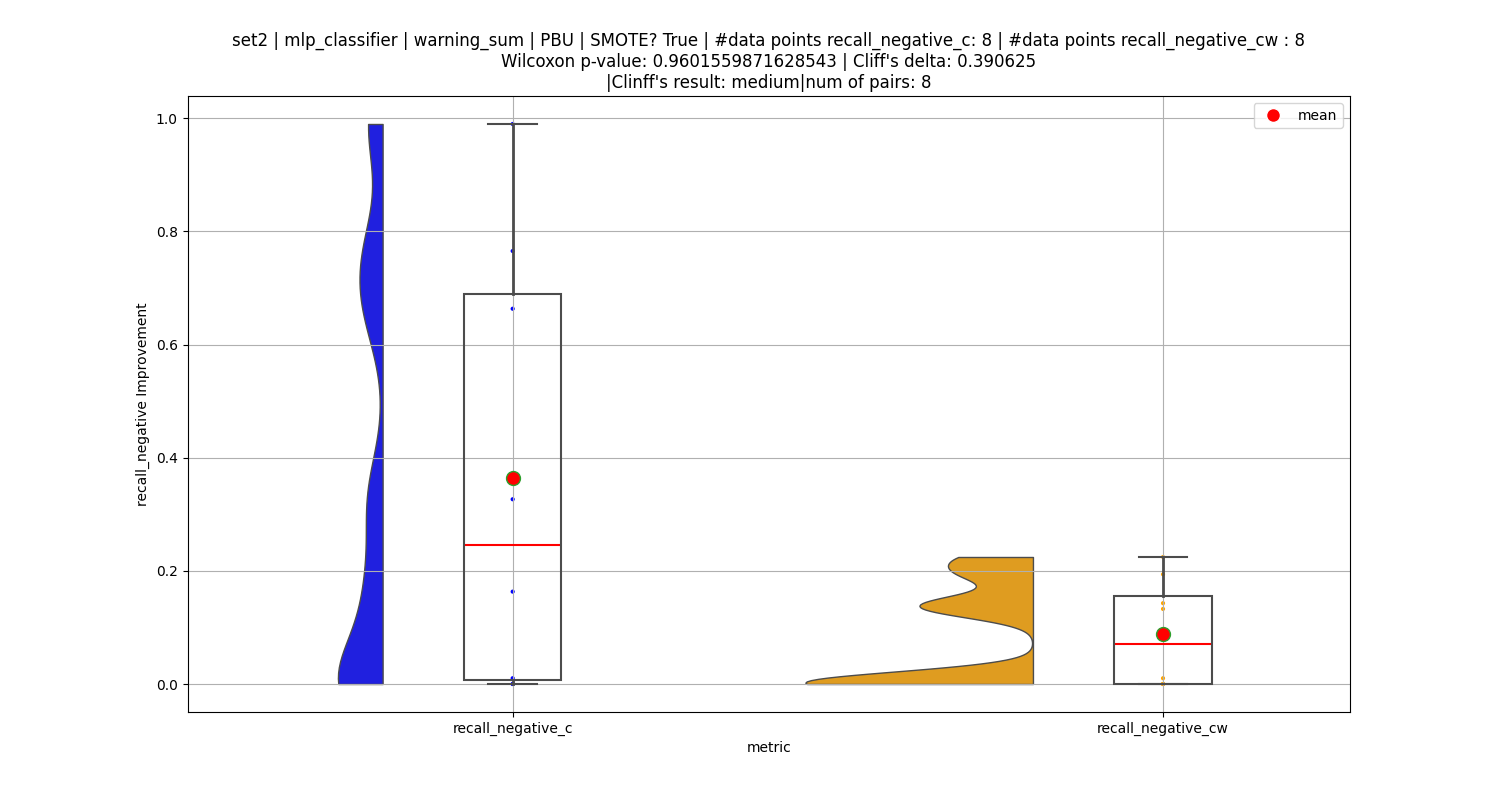 set2 | mlp_classifier | warning_sum | PBU | SMOTE? True | #data points recall_negative_c: 8 | #data points recall_negative_cw : 8
Wilcoxon p-value: 0.9601559871628543 | Cliff's delta: 0.390625
|Clinff's result: medium|num of pairs: 8
mean
1.0
0.8
0.6
0.4
0.2
0.0
recall_negative Improvement
recall_negative_c
recall_negative_cw
metric